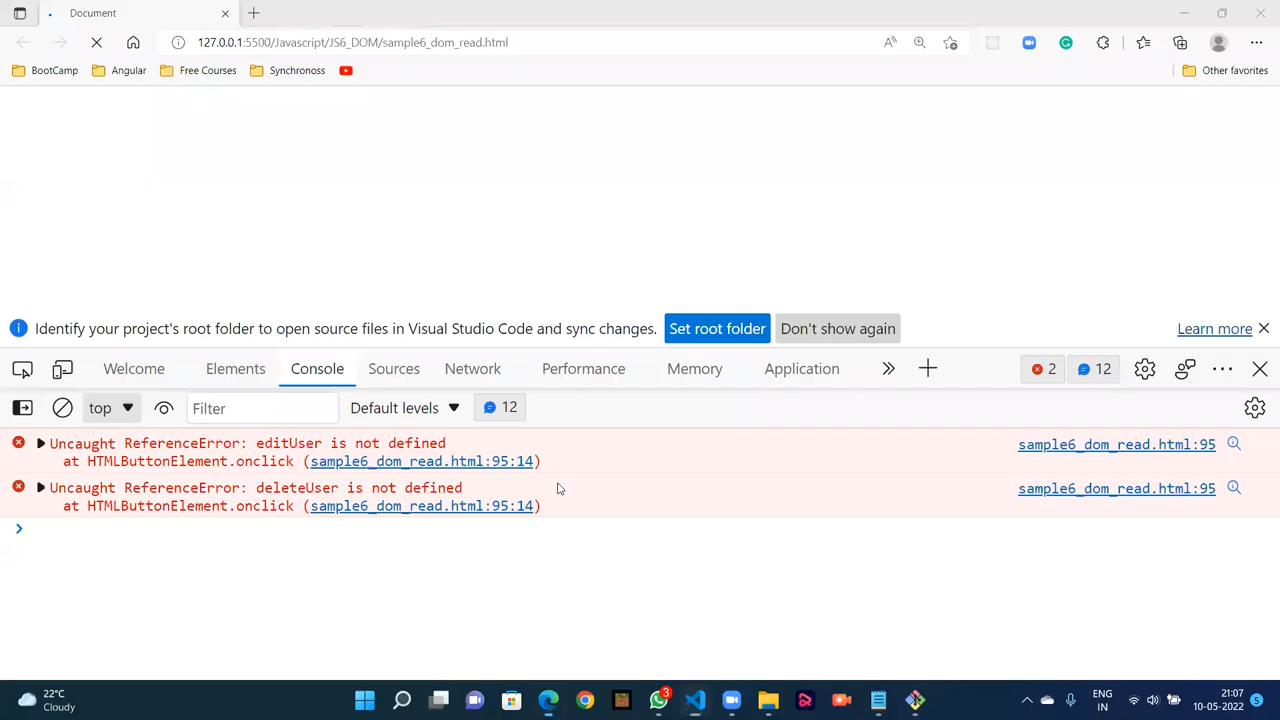 Document
127.0.0.1:5500/Javascript/JS6_DOM/sample6_dom_read.html
BootCamp
Angular
Free Courses
Synchronoss
Other favorites
Identify your project's root folder to open source files in Visual Studio Code and sync changes.
Set root folder
Don't show again
Learn more
Welcome
Elements
Console
Sources
Network
Performance
Memory
Application
2
12
top
Filter
Default levels
12
Uncaught ReferenceError: editUser is not defined
sample6_dom_read.html:95
at HTMLButtonElement.onclick (sample6_dom_read.html:95:14)
Uncaught ReferenceError: deleteUser is not defined
sample6_dom_read.html:95
at HTMLButtonElement.onclick (sample6_dom_read.html:95:14)
22°C
Cloudy
3
ENG
IN
21:07
10-05-2022
5